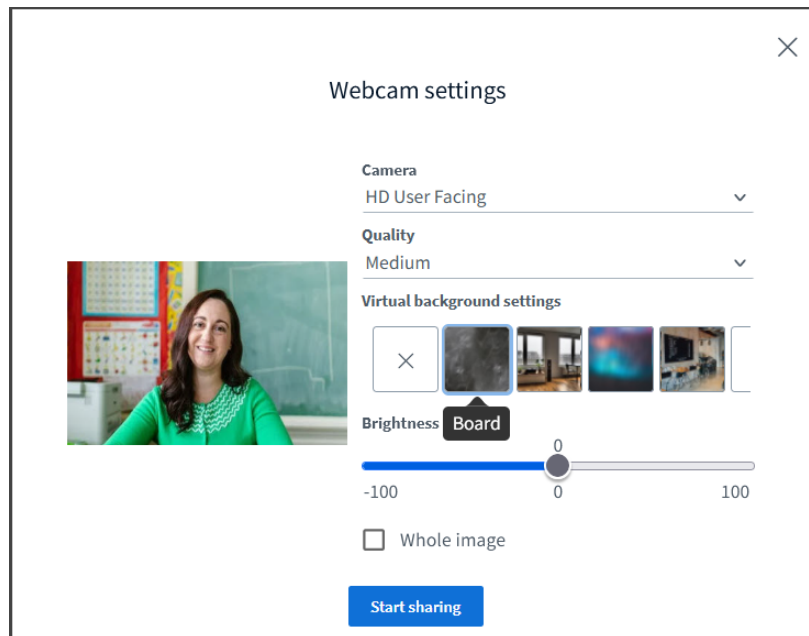 Webcam settings
Camera
HD User Facing
Quality
Medium
Virtual background settings
Board
Brightness
0
-100 0 100
Whole image
Start sharing